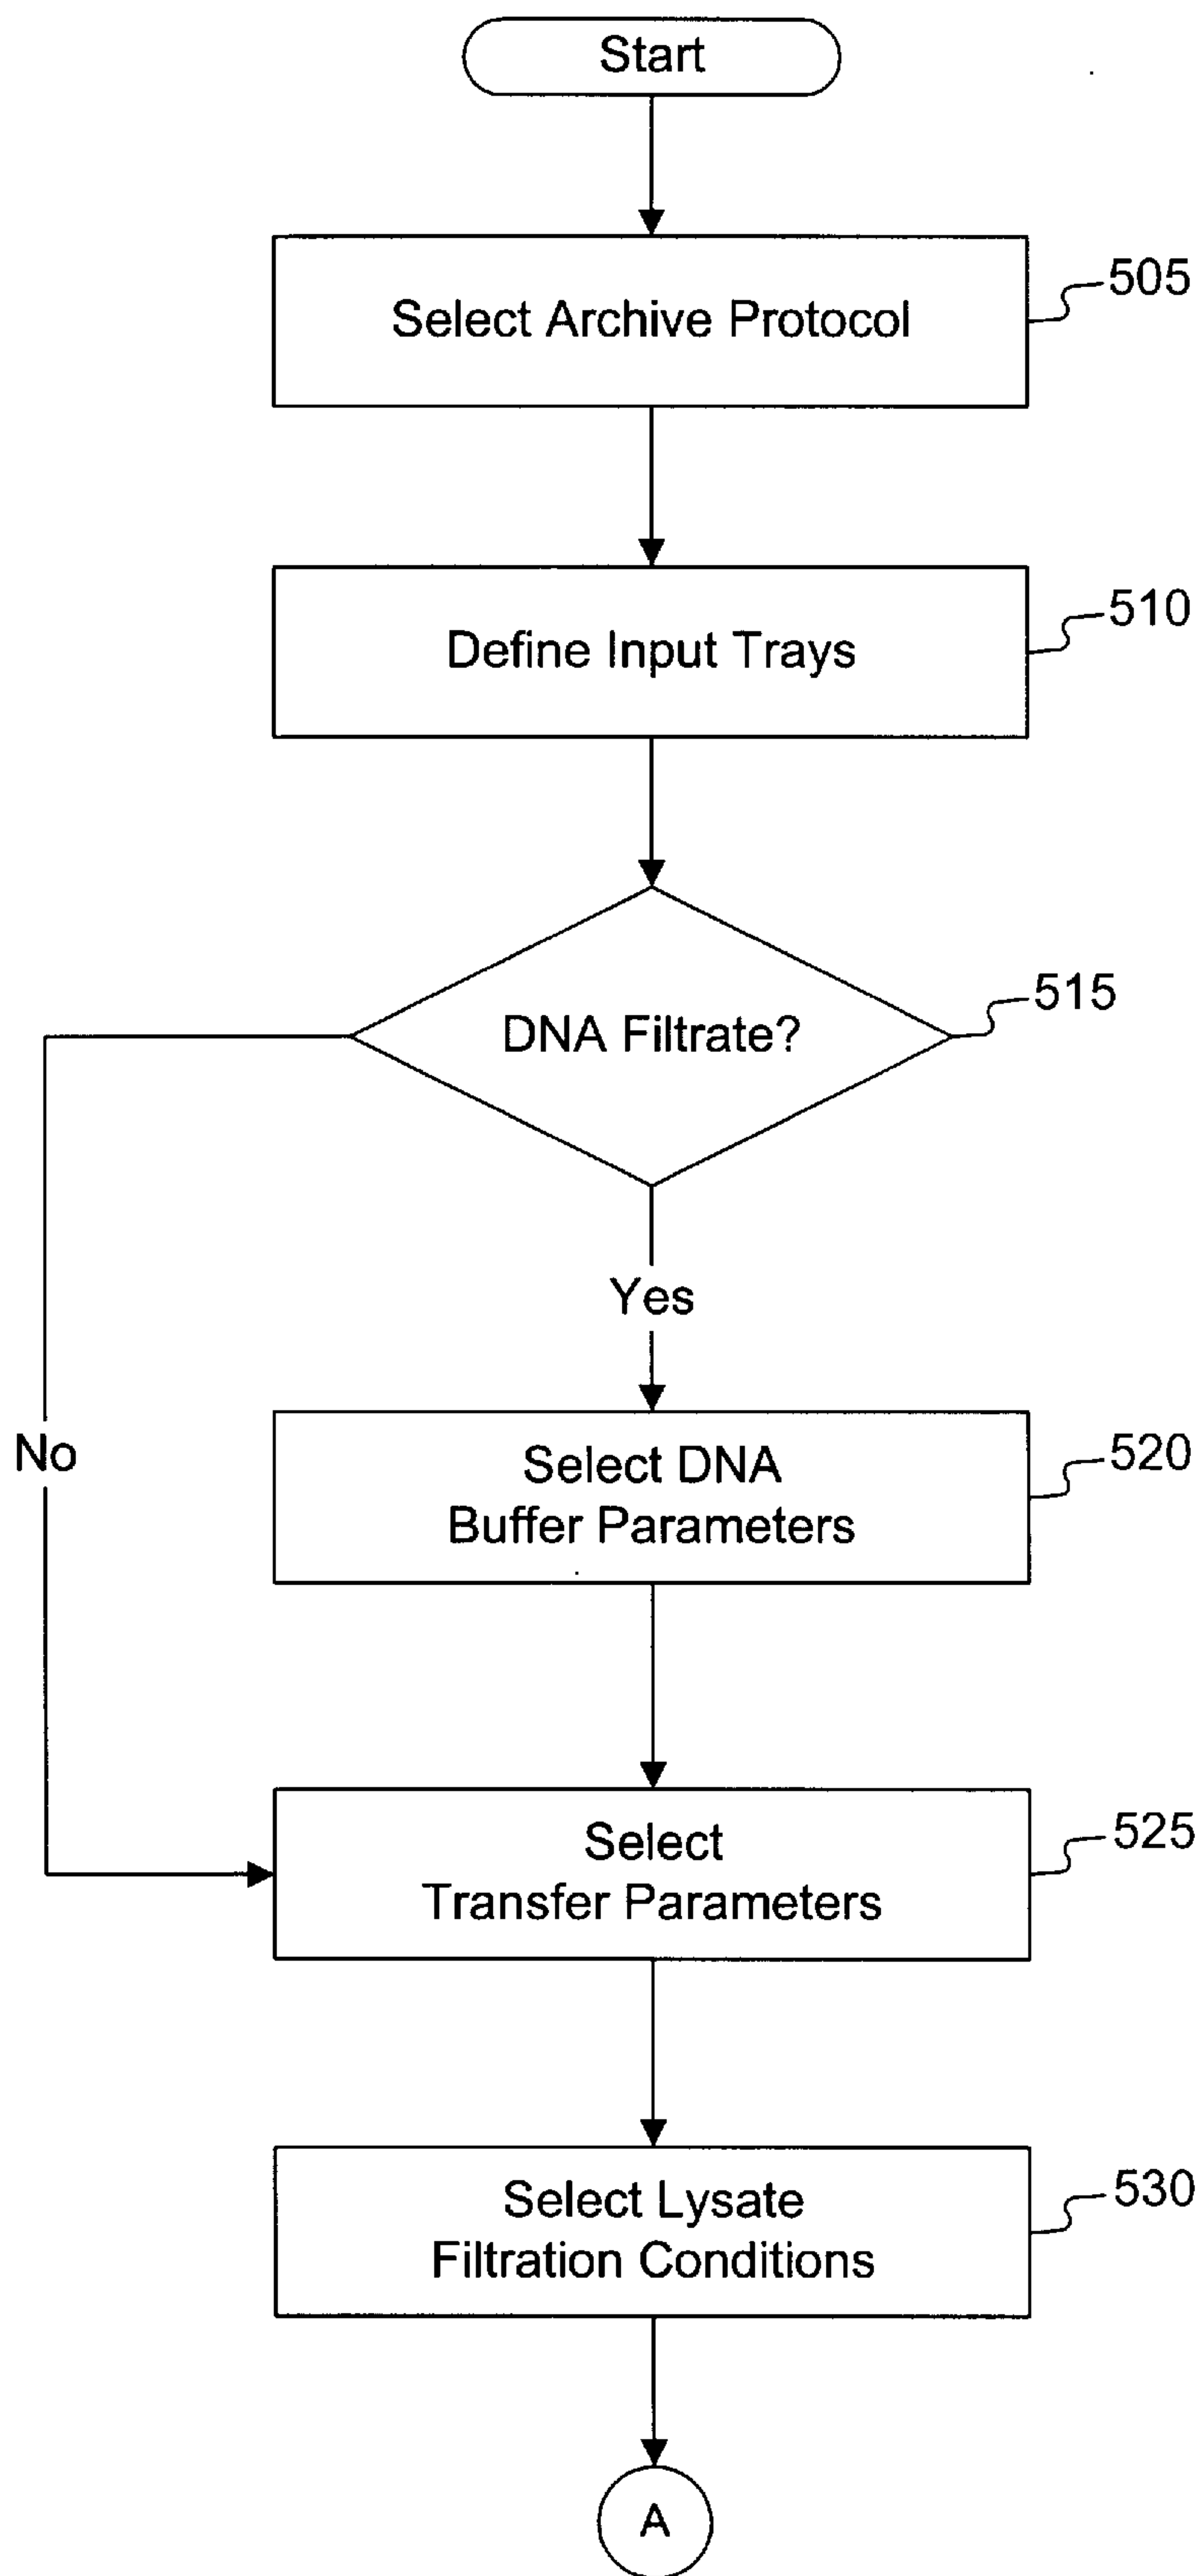 Start
Select Archive Protocol
505
Define Input Trays
510
DNA Filtrate?
515
Yes
No
Select DNA
Buffer Parameters
520
Select
Transfer Parameters
525
Select Lysate
Filtration Conditions
530
A